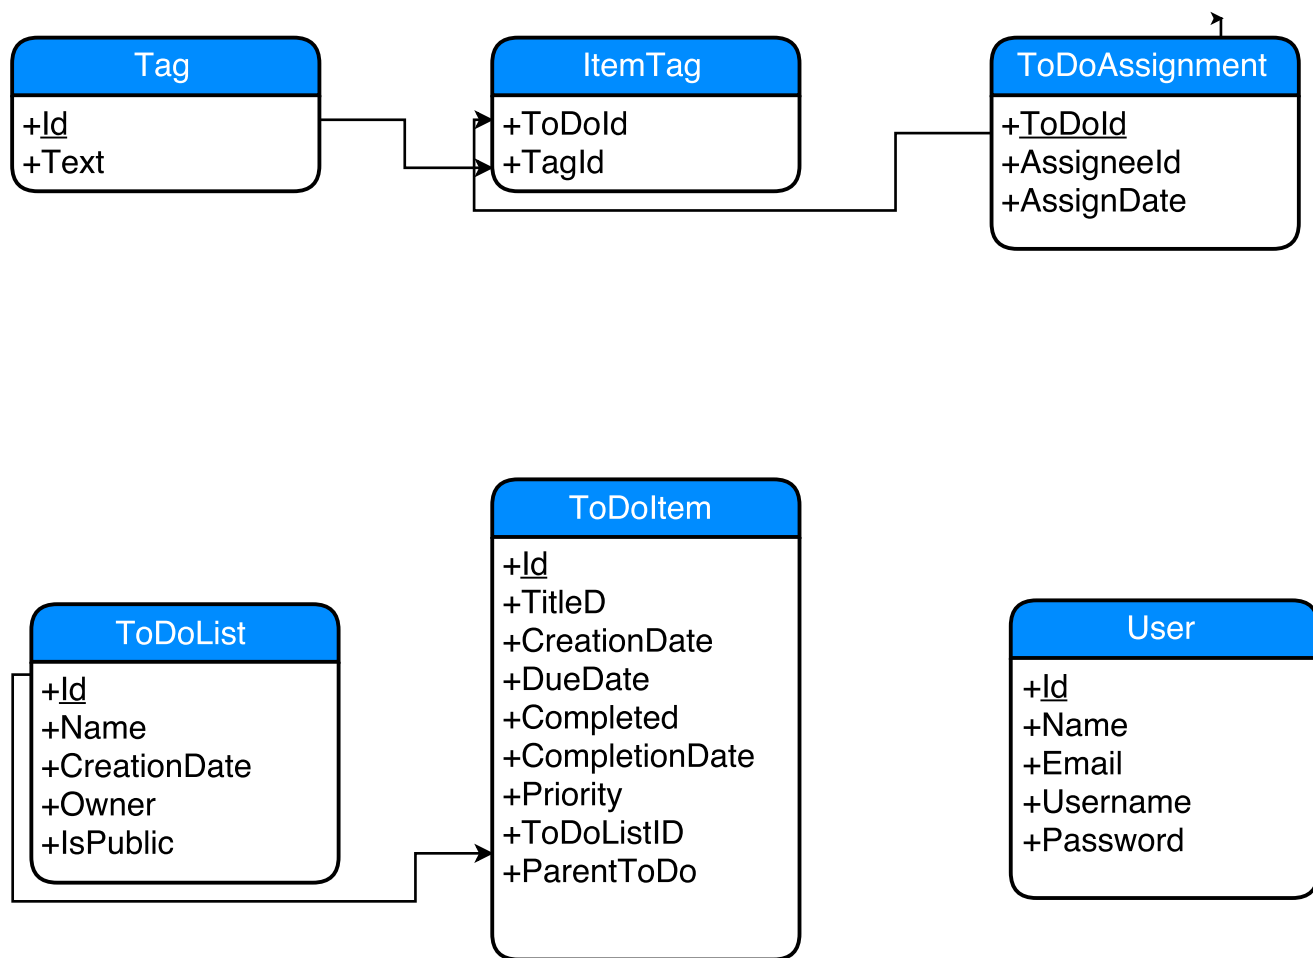 Tag
+Id
+Text
ItemTag
+ToDoId
+TagId
ToDoAssignment
+ToDoId
+AssigneeId
+AssignDate
ToDoList
+Id
+Name
+CreationDate
+Owner
+IsPublic
ToDoItem
+Id
+TitleD
+CreationDate
+DueDate
+Completed
+CompletionDate
+Priority
+ToDoListID
+ParentToDo
User
+Id
+Name
+Email
+Username
+Password